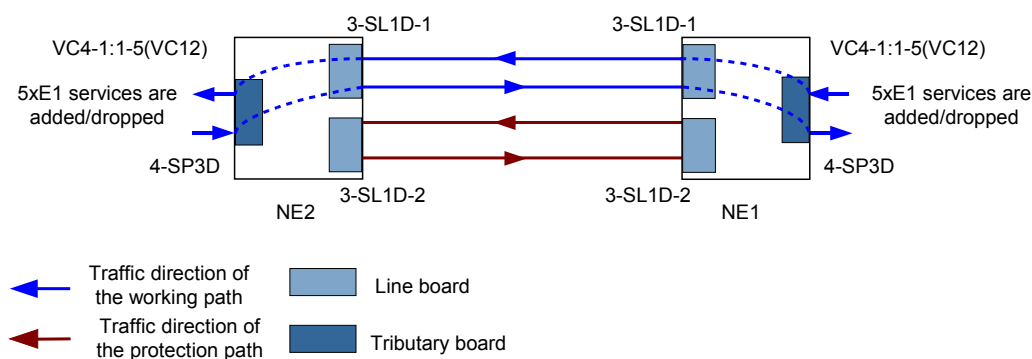 3-SL1D-1
3-SL1D-1
VC4-1:1-5(VC12)
VC4-1:1-5(VC12)
5xE1 services are
added/dropped
5xE1 services are
added/dropped
4-SP3D
4-SP3D
3-SL1D-2
3-SL1D-2
NE2
NE1
Traffic direction of
the working path
Line board
Traffic direction of
the protection path
Tributary board